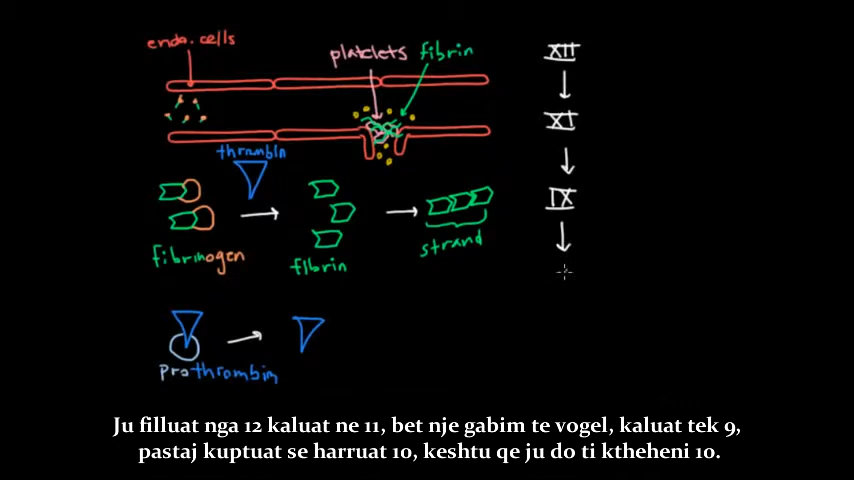 endo. cells
platelets fibrin
XII
XI
thrombin
IX
fibrinogen
fibrin
strand
prothrombin
Ju filluat nga 12 kaluat ne 11, bet nje gabim te vogel, kaluat tek 9,
pastaj kuptuat se harruat 10, keshtu qe ju do ti ktheheni 10.